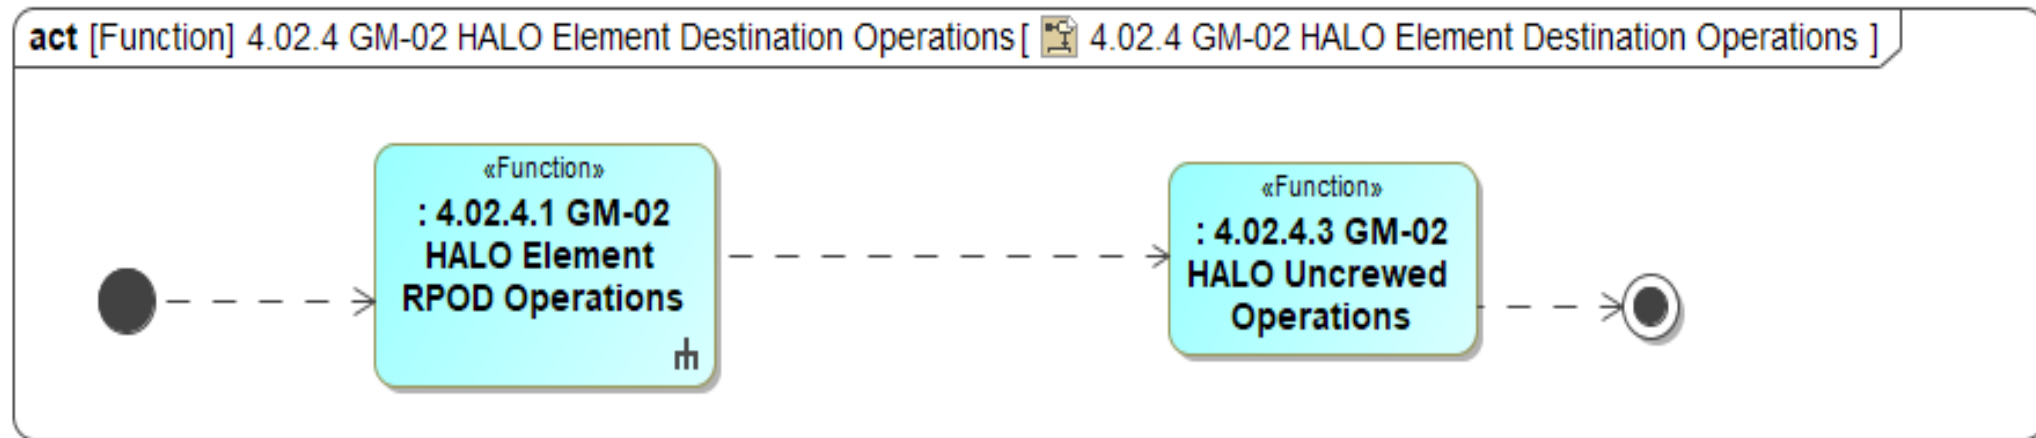 act [Function] 4.02.4 GM-02 HALO Element Destination Operations[ 4.02.4 GM-02 HALO Element Destination Operations ]
«Function»
: 4.02.4.1 GM-02
HALO Element
RPOD Operations
«Function»
: 4.02.4.3 GM-02
HALO Uncrewed
Operations